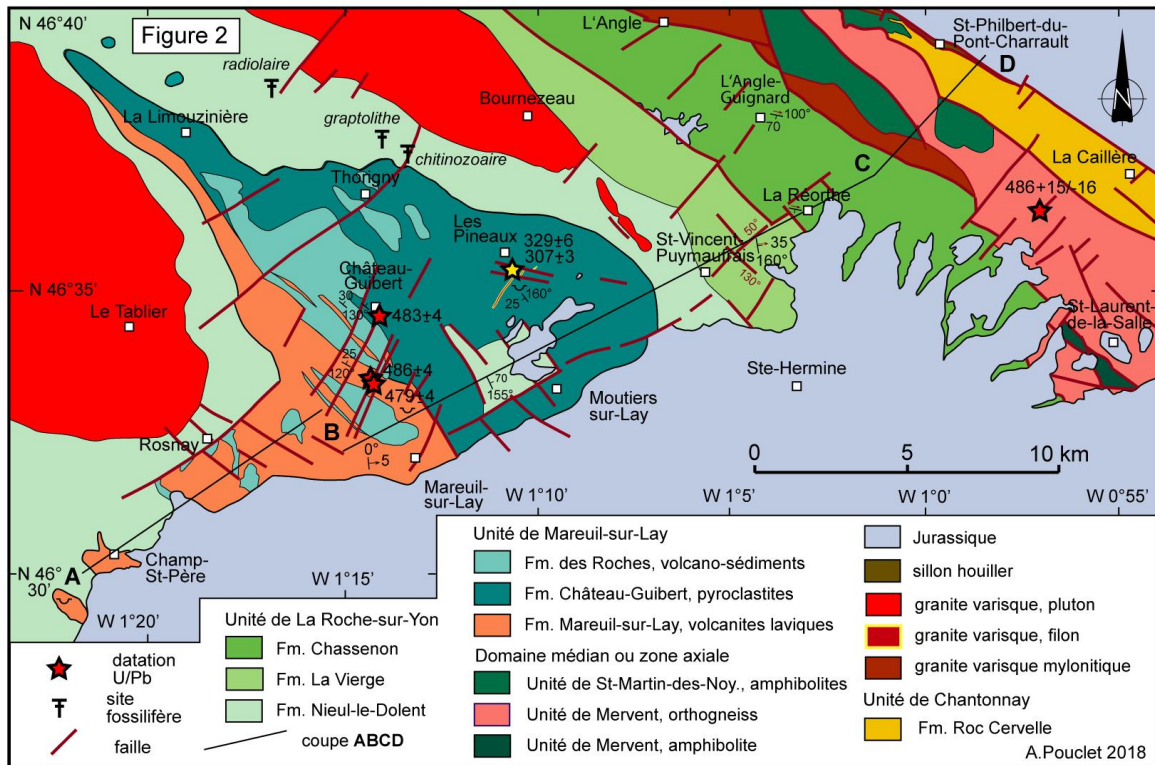 N 46°40'
Figure 2
L'Angle
St-Philbert-du-
Pont-Charrault
D
N
radiolaire
L'Angle-
Guignard
100°
70
Bournezeau
La Limouzinière
graptolithe
chitinozoaire
La Caillère
C
Thorigny
La Réorthe
486+15/-16
Les
Pineaux
329±6
307±3
50°
35
160°
130°
St-Vincent-
Puymaufrais
Château-
Guibert
N 46°35'
30
130
483±4
25
160°
Le Tablier
St-Laurent-
de-la-Salle
25
120°
486±4
479±4
70
155°
Ste-Hermine
Moutiers
sur-Lay
Rosnay
B
0°
5
0
5
10 km
Mareuil-
sur-Lay
W 1°10'
W 1°5'
W 1°0'
W 0°55'
Champ-
St-Père
A
N 46°
30'
W 1°15'
W 1°20'
datation
U/Pb
site
fossilifère
faille
Unité de La Roche-sur-Yon
Fm. Chassenon
Fm. La Vierge
Fm. Nieul-le-Dolent
coupe ABCD
Unité de Mareuil-sur-Lay
Fm. des Roches, volcano-sédiments
Fm. Château-Guibert, pyroclastites
Fm. Mareuil-sur-Lay, volcanites laviques
Domaine médian ou zone axiale
Unité de St-Martin-des-Noy., amphibolites
Unité de Mervent, orthogneiss
Unité de Mervent, amphibolite
Jurassique
sillon houiller
granite varisque, pluton
granite varisque, filon
granite varisque mylonitique
Unité de Chantonnay
Fm. Roc Cervelle
A.Pouclet 2018